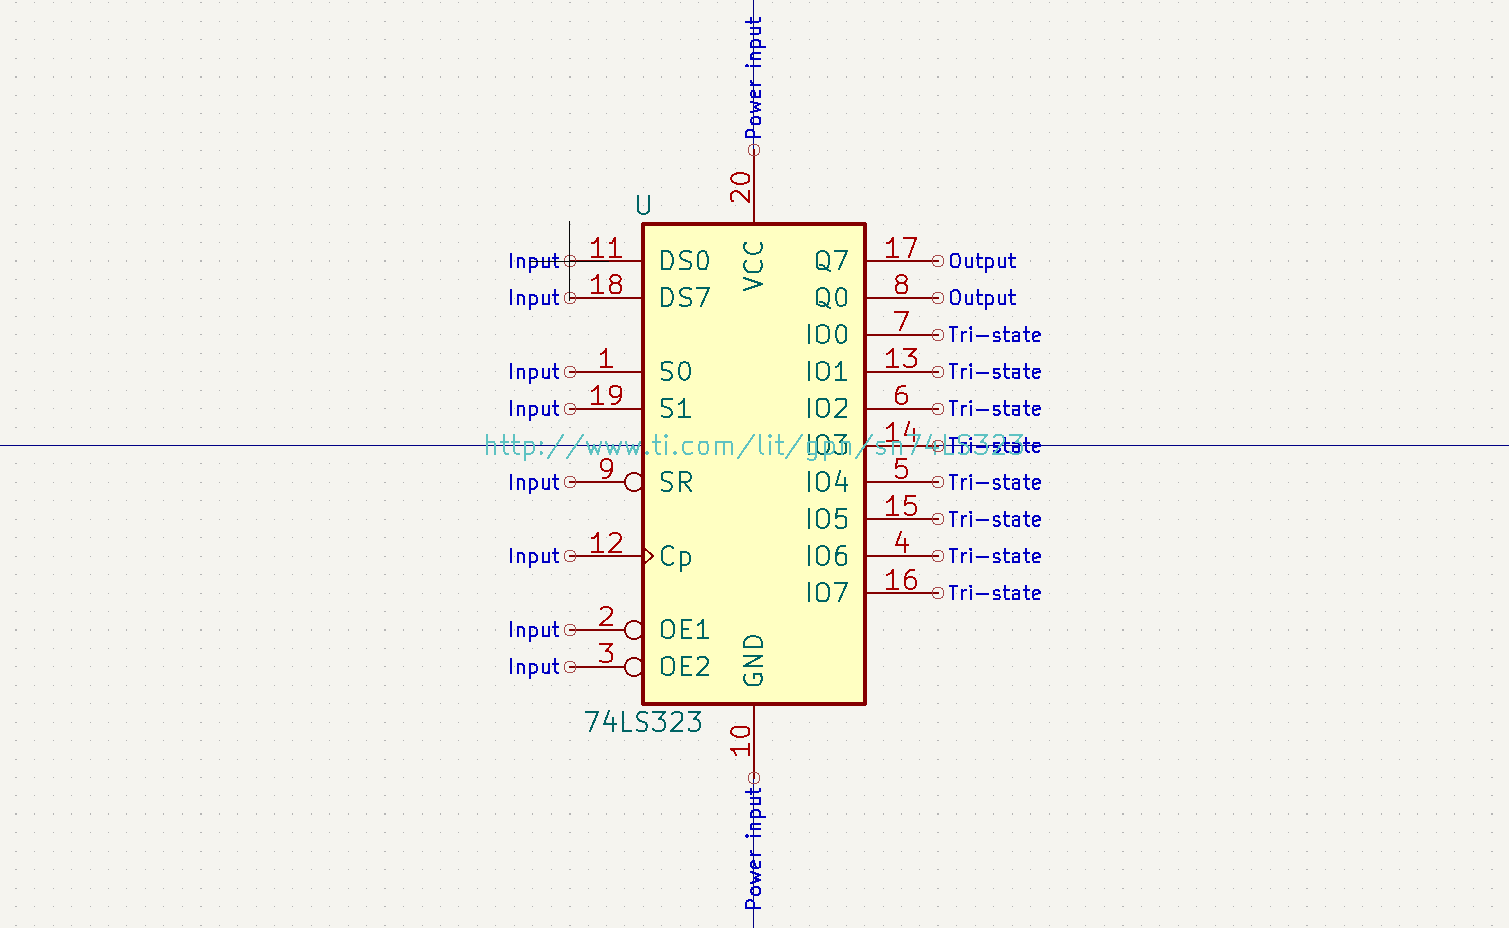 Power input
20
U
VCC
Input 11 DS0 Q7 17 Output
Input 18 DS7 Q0 8 Output
IO0 7 Tri-state
Input 1 S0 IO1 13 Tri-state
Input 19 S1 IO2 6 Tri-state
IO3 14 Tri-state
http://www.ti.com/lit/gpn/sn74LS323
Input 9 SR IO4 5 Tri-state
IO5 15 Tri-state
Input 12 Cp IO6 4 Tri-state
IO7 16 Tri-state
Input 2 OE1
Input 3 OE2
GND
74LS323
10
Power input